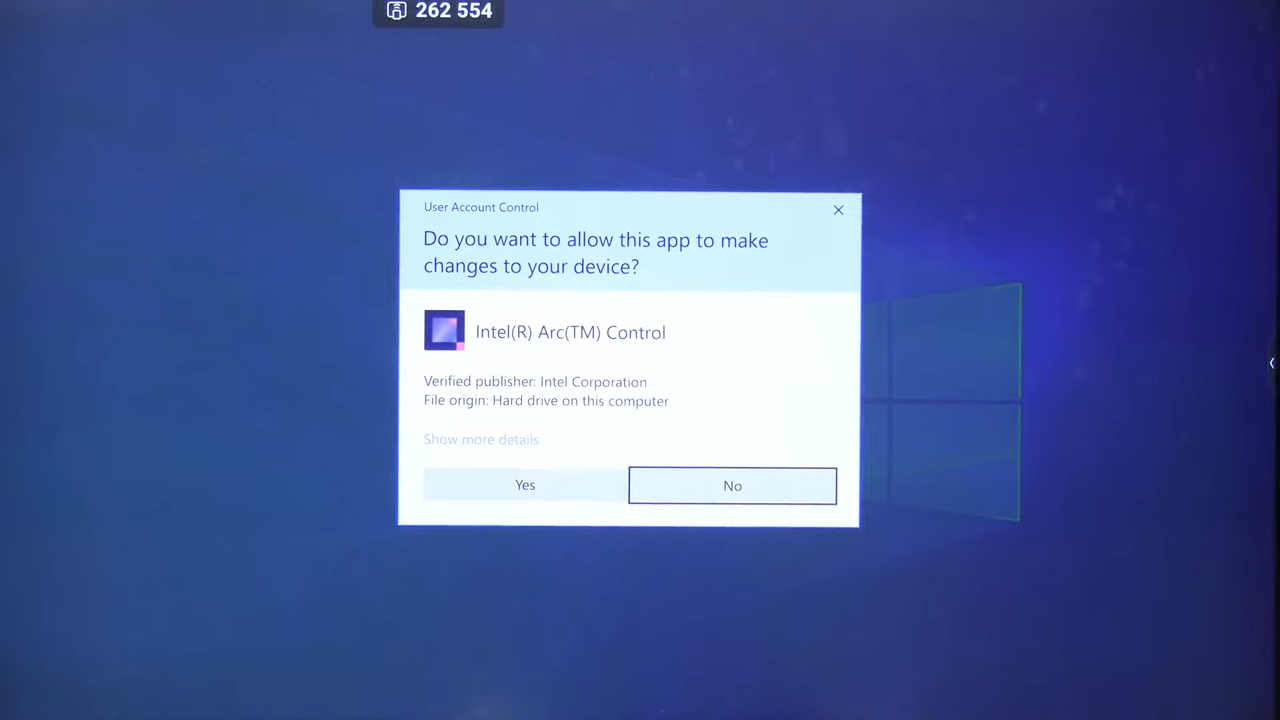 262 554
User Account Control
Do you want to allow this app to make
changes to your device?
Intel(R) Arc(TM) Control
Verified publisher: Intel Corporation
File origin: Hard drive on this computer
Show more details
Yes
No